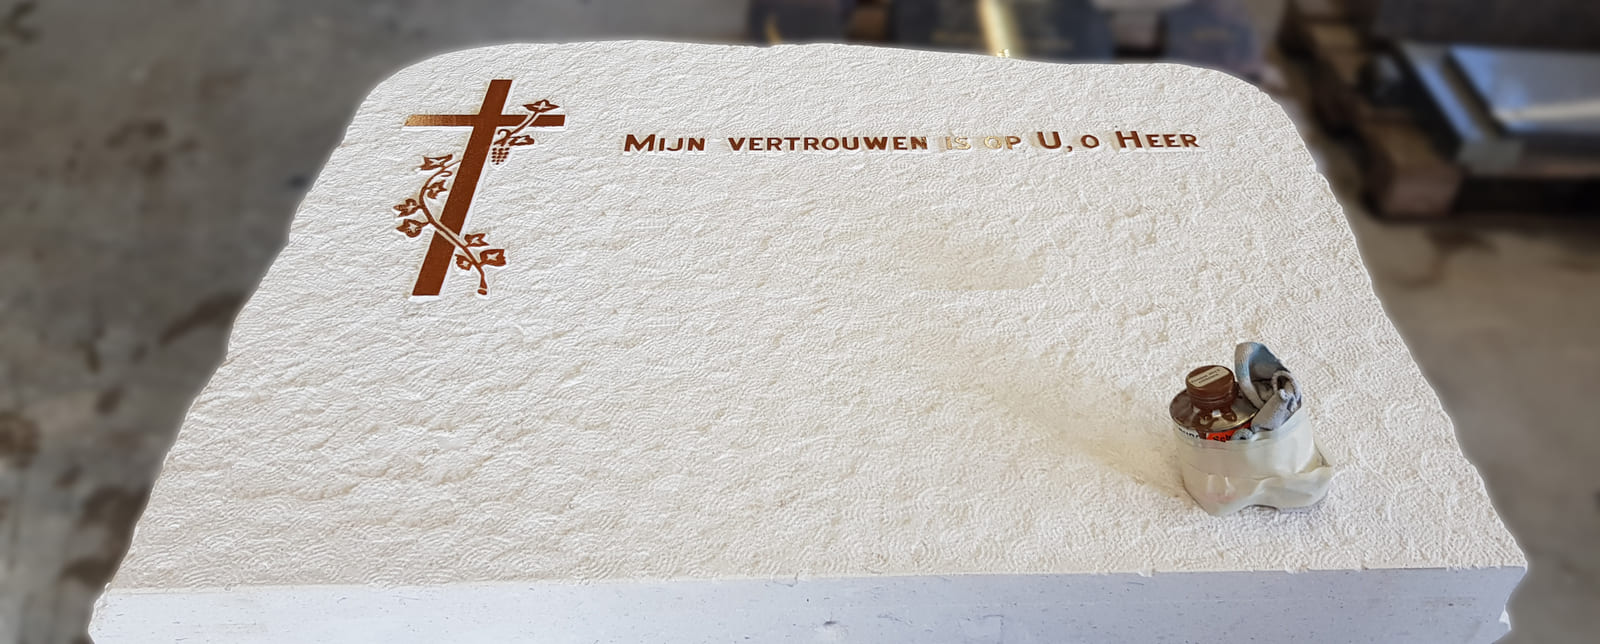 Mijn vertrouwen is op U, o Heer